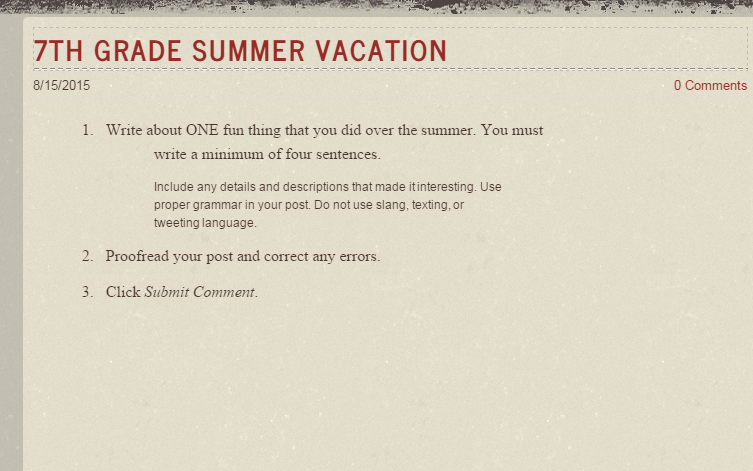 7TH GRADE SUMMER VACATION
8/15/2015 0 Comments
1. Write about ONE fun thing that you did over the summer. You must
write a minimum of four sentences.
Include any details and descriptions that made it interesting. Use
proper grammar in your post. Do not use slang, texting, or
tweeting language.
2. Proofread your post and correct any errors.
3. Click Submit Comment.